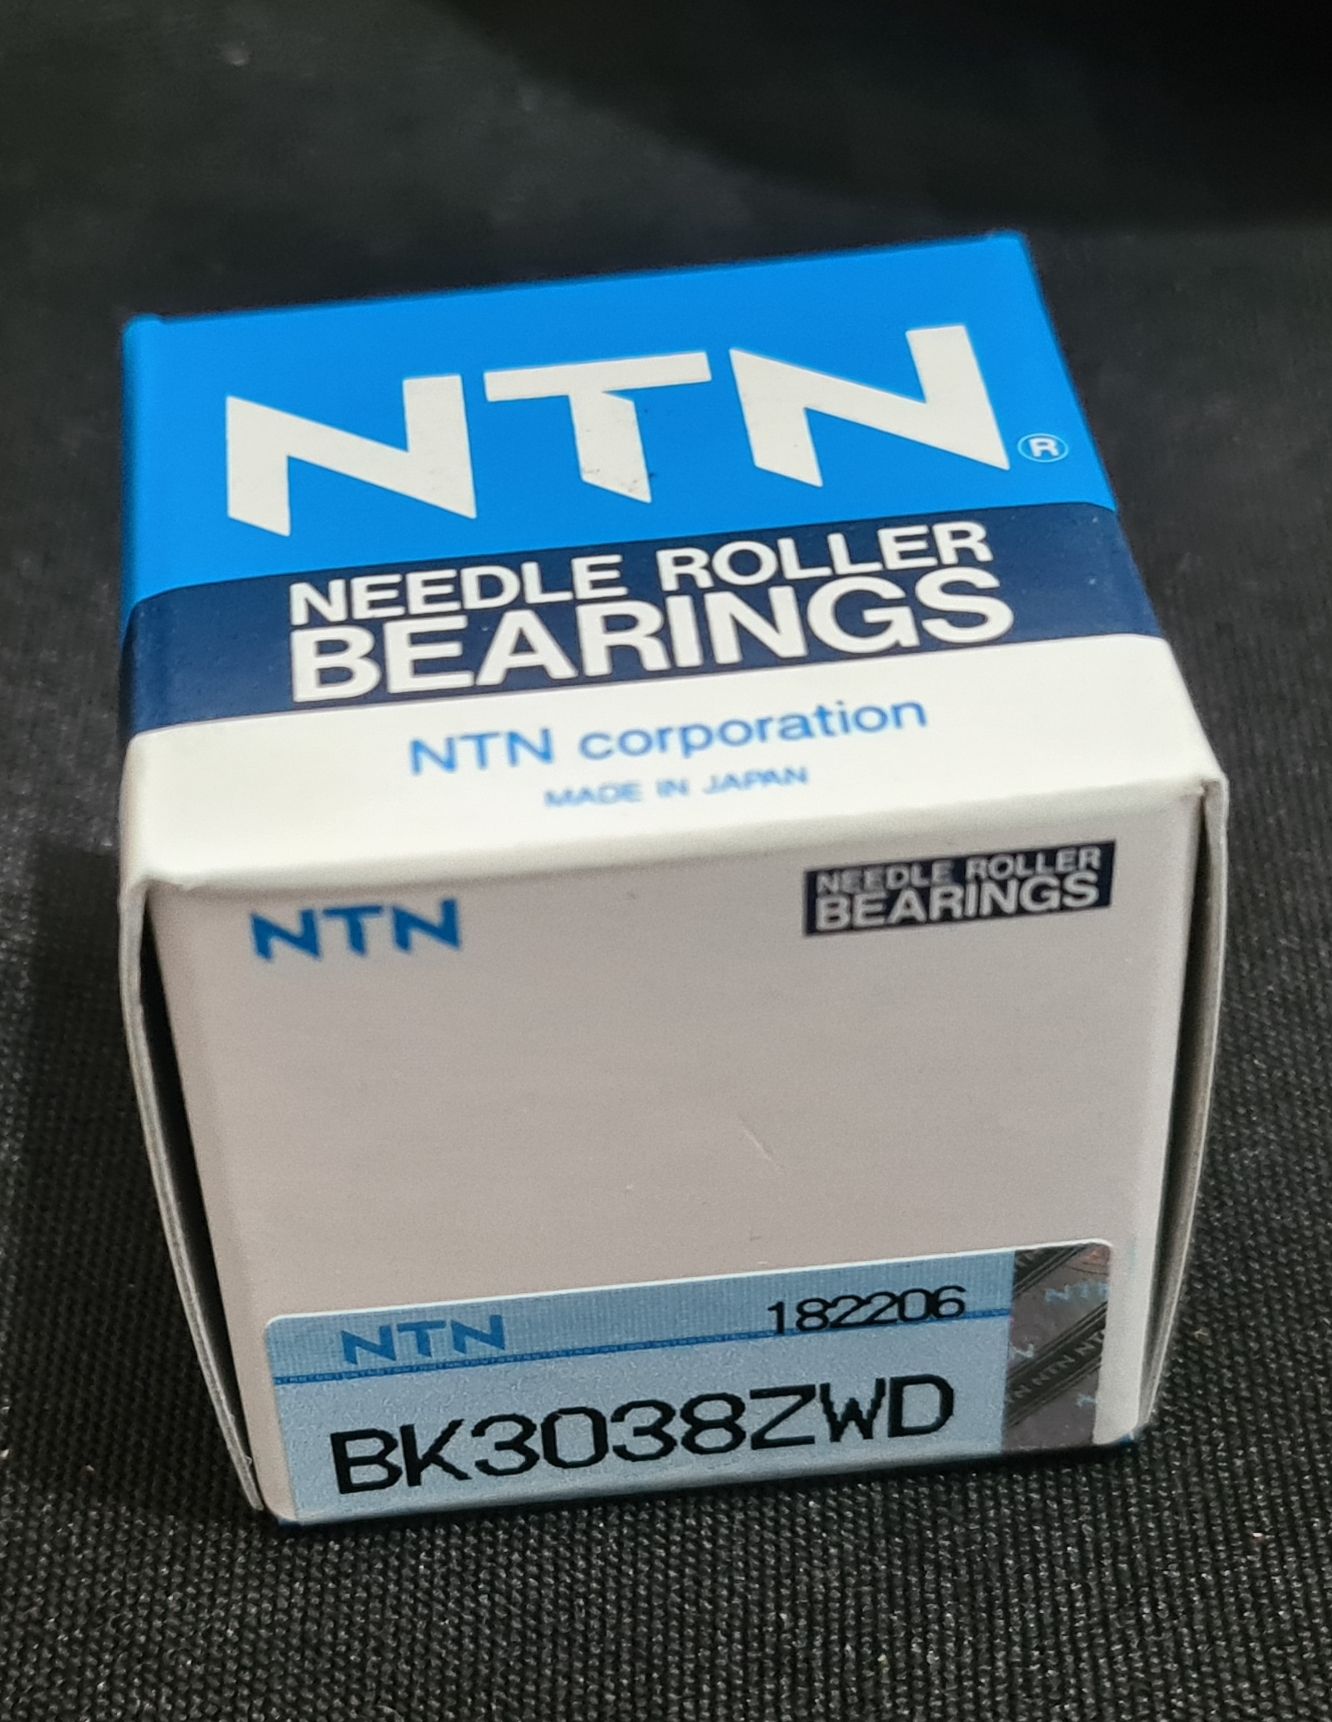 NTN®
NEEDLE ROLLER
BEARINGS
NTN corporation
MADE IN JAPAN
NTN
NEEDLE ROLLER
BEARINGS
NTN
182206
BK3038ZWD